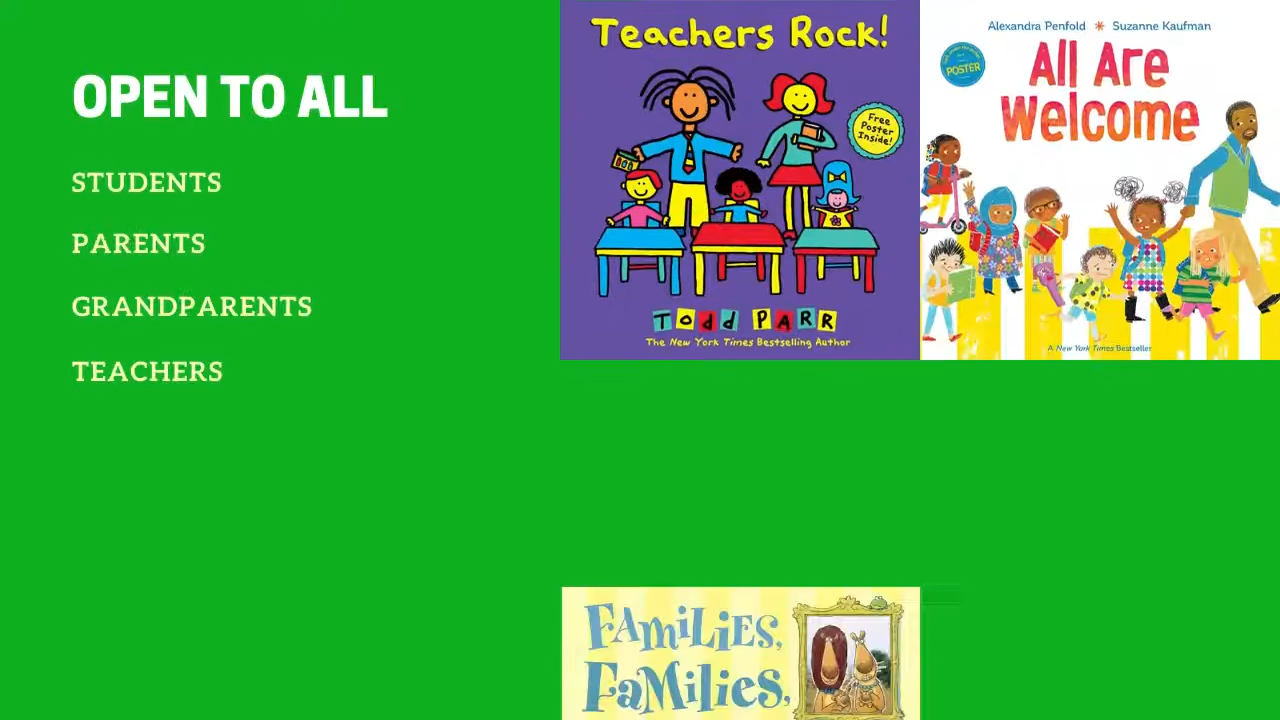 OPEN TO ALL
STUDENTS
PARENTS
GRANDPARENTS
TEACHERS
Teachers Rock!
Free
Poster
Inside!
TODD PARR
The New York Times Bestselling Author
Alexandra Penfold * Suzanne Kaufman
POSTER
All Are
Welcome
A New York Times Bestseller
FAMiLiES,
FaMilies,